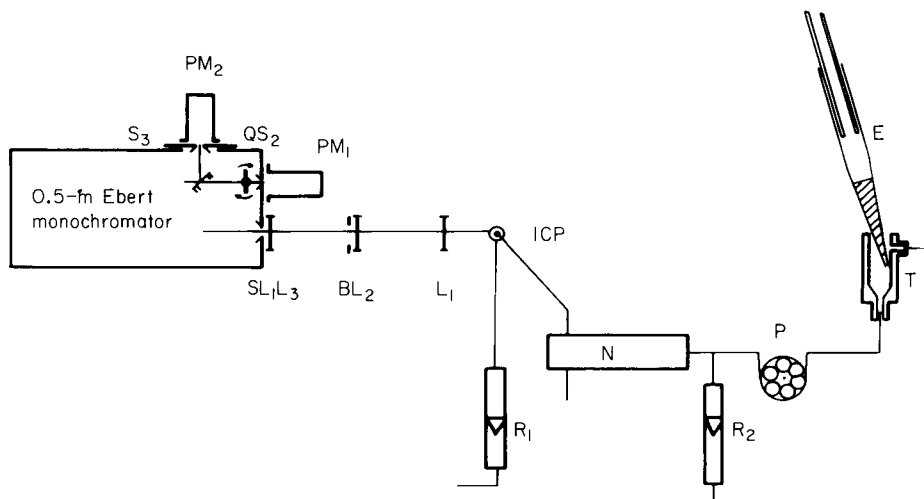 PM₂
S₃ QS₂
PM₁
E
0.5-m Ebert
monochromator
ICP
T
SL₁L₃ BL₂ L₁
P
N
R₁ R₂